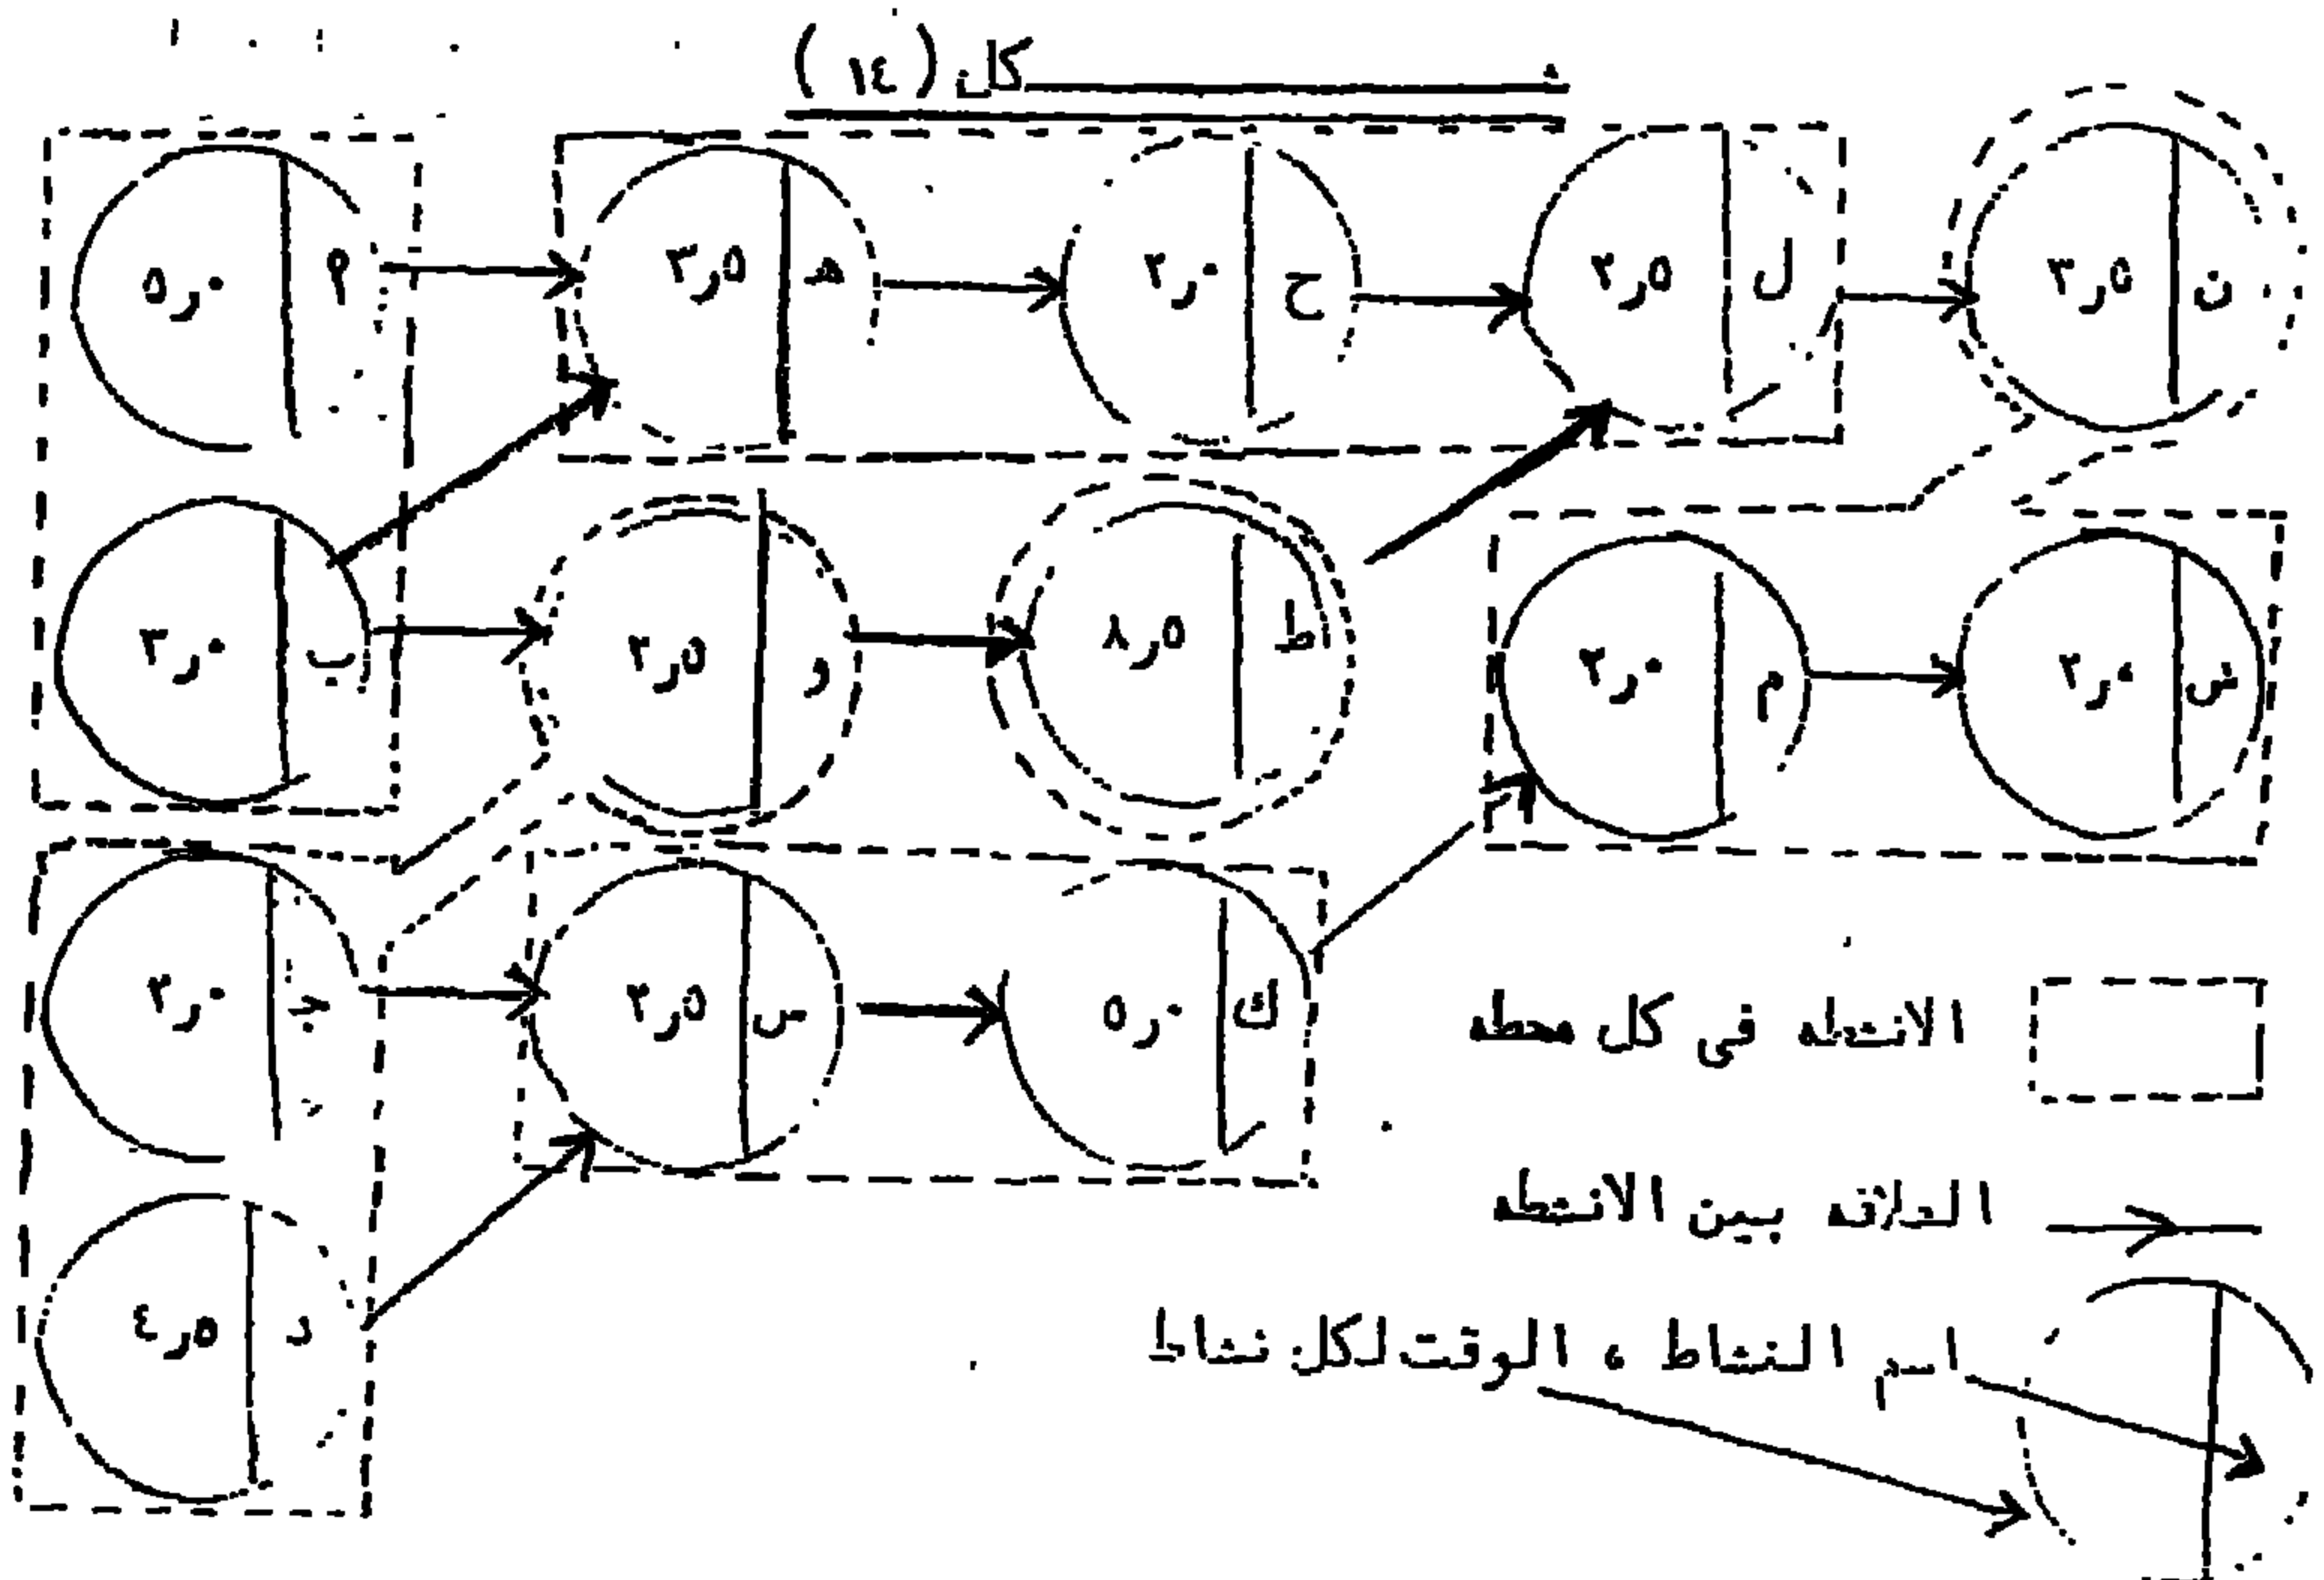 شكل (١٤)
أ ٥٫٠
هـ ٣٫٥
ح ٢٫٠
ل ٢٫٥
ن ٣٫٥
ب ٣٫٠
و ٢٫٥
ط ٨٫٥
م ٢٫٠
ش ٢٫٠
جـ ٢٫٠
س ٢٫٥
ك ٥٫٠
د ٤٫٥
الانشطه فى كل محطه
العلاقه بين الانشطه
اسم النشاط ، الوقت لكل نشاط